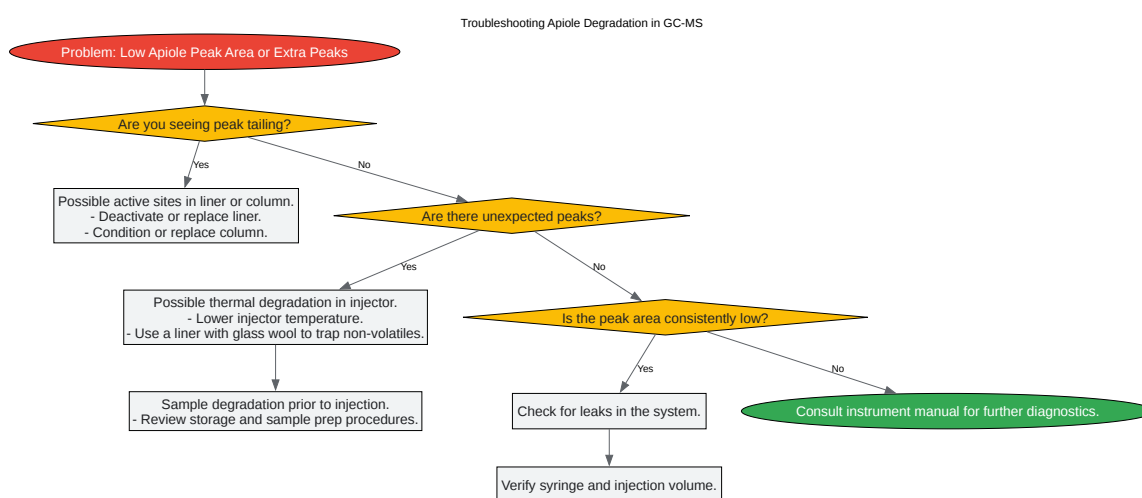 Troubleshooting Apiole Degradation in GC-MS
Problem: Low Apiole Peak Area or Extra Peaks
Are you seeing peak tailing?
Yes
No
Possible active sites in liner or column.
- Deactivate or replace liner.
- Condition or replace column.
Are there unexpected peaks?
Yes
No
Possible thermal degradation in injector.
- Lower injector temperature.
- Use a liner with glass wool to trap non-volatiles.
Is the peak area consistently low?
Yes
No
Sample degradation prior to injection.
- Review storage and sample prep procedures.
Check for leaks in the system.
Consult instrument manual for further diagnostics.
Verify syringe and injection volume.